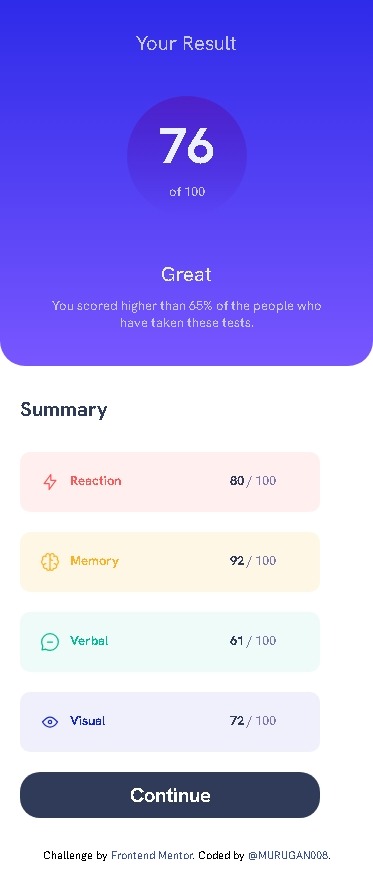 Your Result
76
of 100
Great
You scored higher than 65% of the people who
have taken these tests.
Summary
Reaction 80 / 100
Memory 92 / 100
Verbal 61 / 100
Visual 72 / 100
Continue
Challenge by Frontend Mentor. Coded by @MURUGAN008.